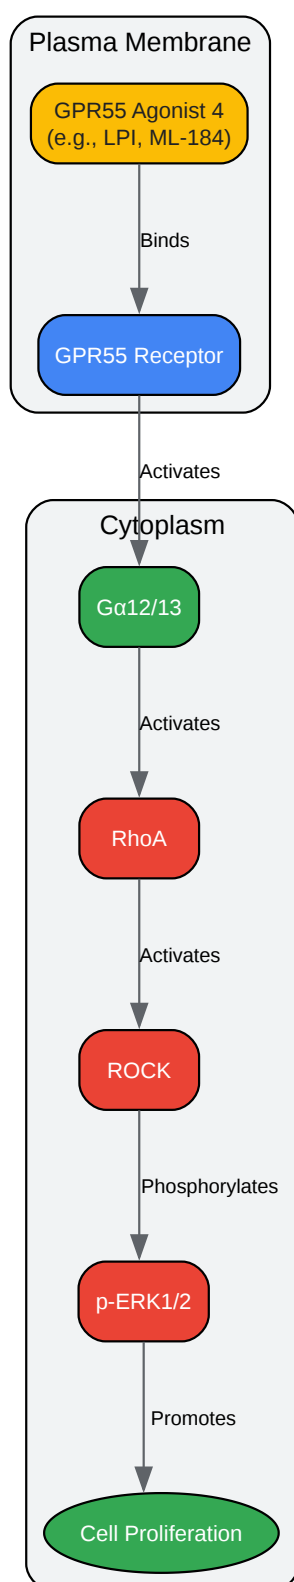 Plasma Membrane
GPR55 Agonist 4
(e.g., LPI, ML-184)
Binds
GPR55 Receptor
Activates
Cytoplasm
Gα12/13
Activates
RhoA
Activates
ROCK
Phosphorylates
p-ERK1/2
Promotes
Cell Proliferation